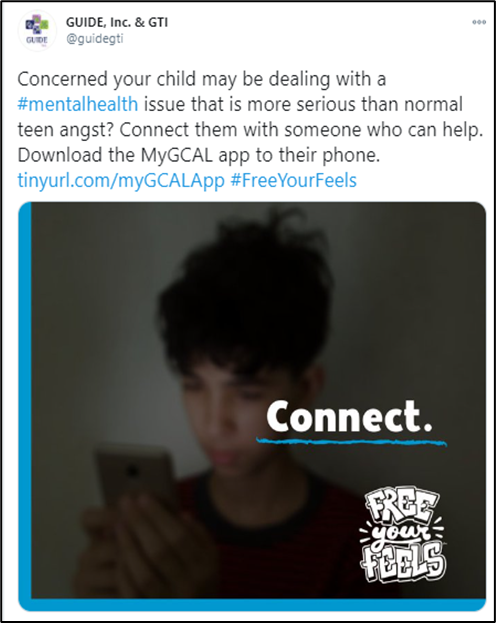 GUIDE, Inc. & GTI
@guidegti
GUIDE
Concerned your child may be dealing with a
#mentalhealth issue that is more serious than normal
teen angst? Connect them with someone who can help.
Download the MyGCAL app to their phone.
tinyurl.com/myGCALApp #FreeYourFeels
Connect.
FREE
your
FEELS